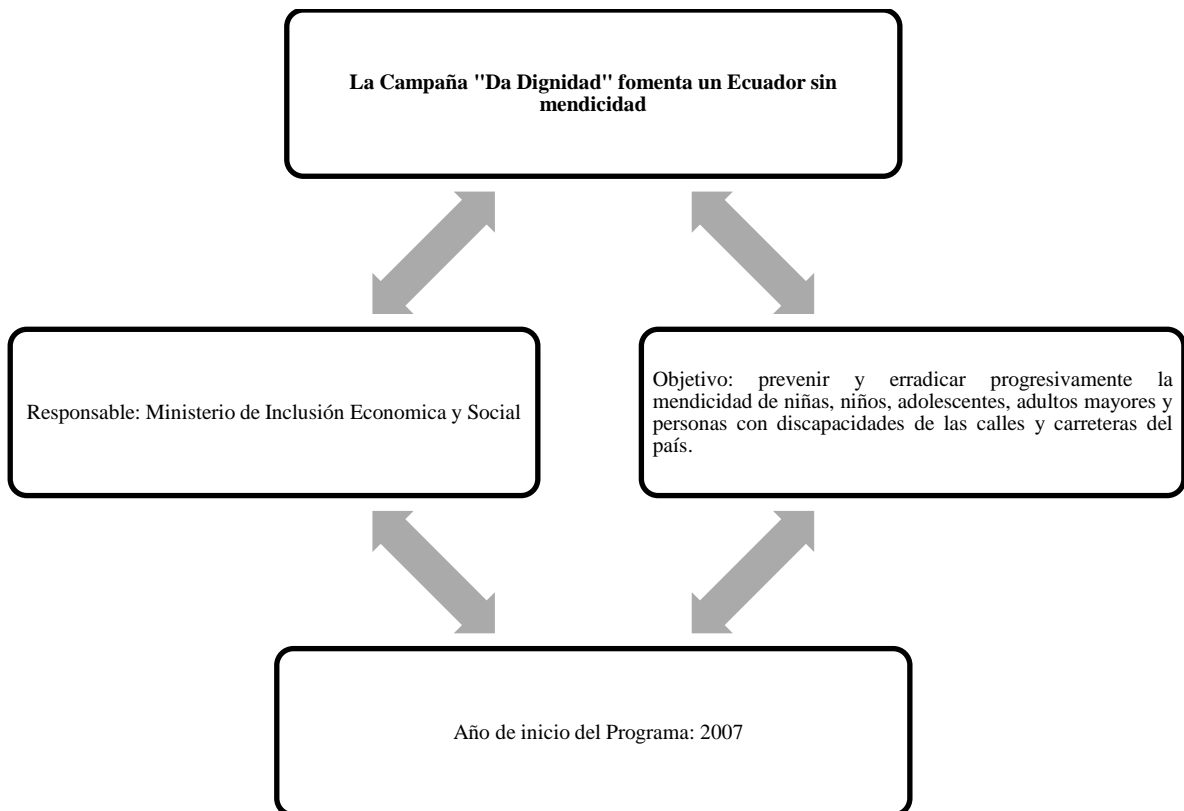 La Campaña "Da Dignidad" fomenta un Ecuador sin
mendicidad
Responsable: Ministerio de Inclusión Economica y Social
Objetivo: prevenir y erradicar progresivamente la
mendicidad de niñas, niños, adolescentes, adultos mayores y
personas con discapacidades de las calles y carreteras del
país.
Año de inicio del Programa: 2007